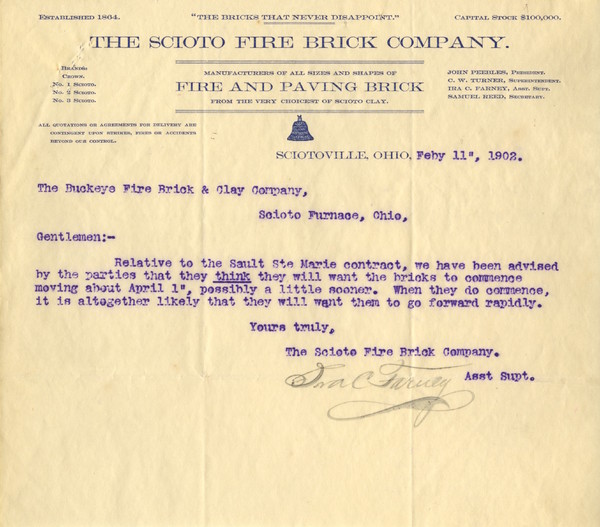 ESTABLISHED 1864. "THE BRICKS THAT NEVER DISAPPOINT." CAPITAL STOCK $100,000.
THE SCIOTO FIRE BRICK COMPANY.
BRANDS:
CROWN.
No. 1 SCIOTO.
No. 2 SCIOTO.
No. 3 SCIOTO.
MANUFACTURERS OF ALL SIZES AND SHAPES OF
FIRE AND PAVING BRICK
FROM THE VERY CHOICEST OF SCIOTO CLAY.
JOHN PEEBLES, PRESIDENT.
C. W. TURNER, SUPERINTENDENT.
IRA C. FARNEY, ASST. SUPT.
SAMUEL REED, SECRETARY.
ALL QUOTATIONS OR AGREEMENTS FOR DELIVERY ARE
CONTINGENT UPON STRIKES, FIRES OR ACCIDENTS
BEYOND OUR CONTROL.
SCIOTOVILLE, OHIO, Feby 11", 1902.
The Buckeye Fire Brick & Clay Company,
Scioto Furnace, Ohio,
Gentlemen:-
Relative to the Sault Ste Marie contract, we have been advised
by the parties that they think they will want the bricks to commence
moving about April 1", possibly a little sooner. When they do commence,
it is altogether likely that they will want them to go forward rapidly.
Yours truly,
The Scioto Fire Brick Company.
Ira C. Farney Asst Supt.